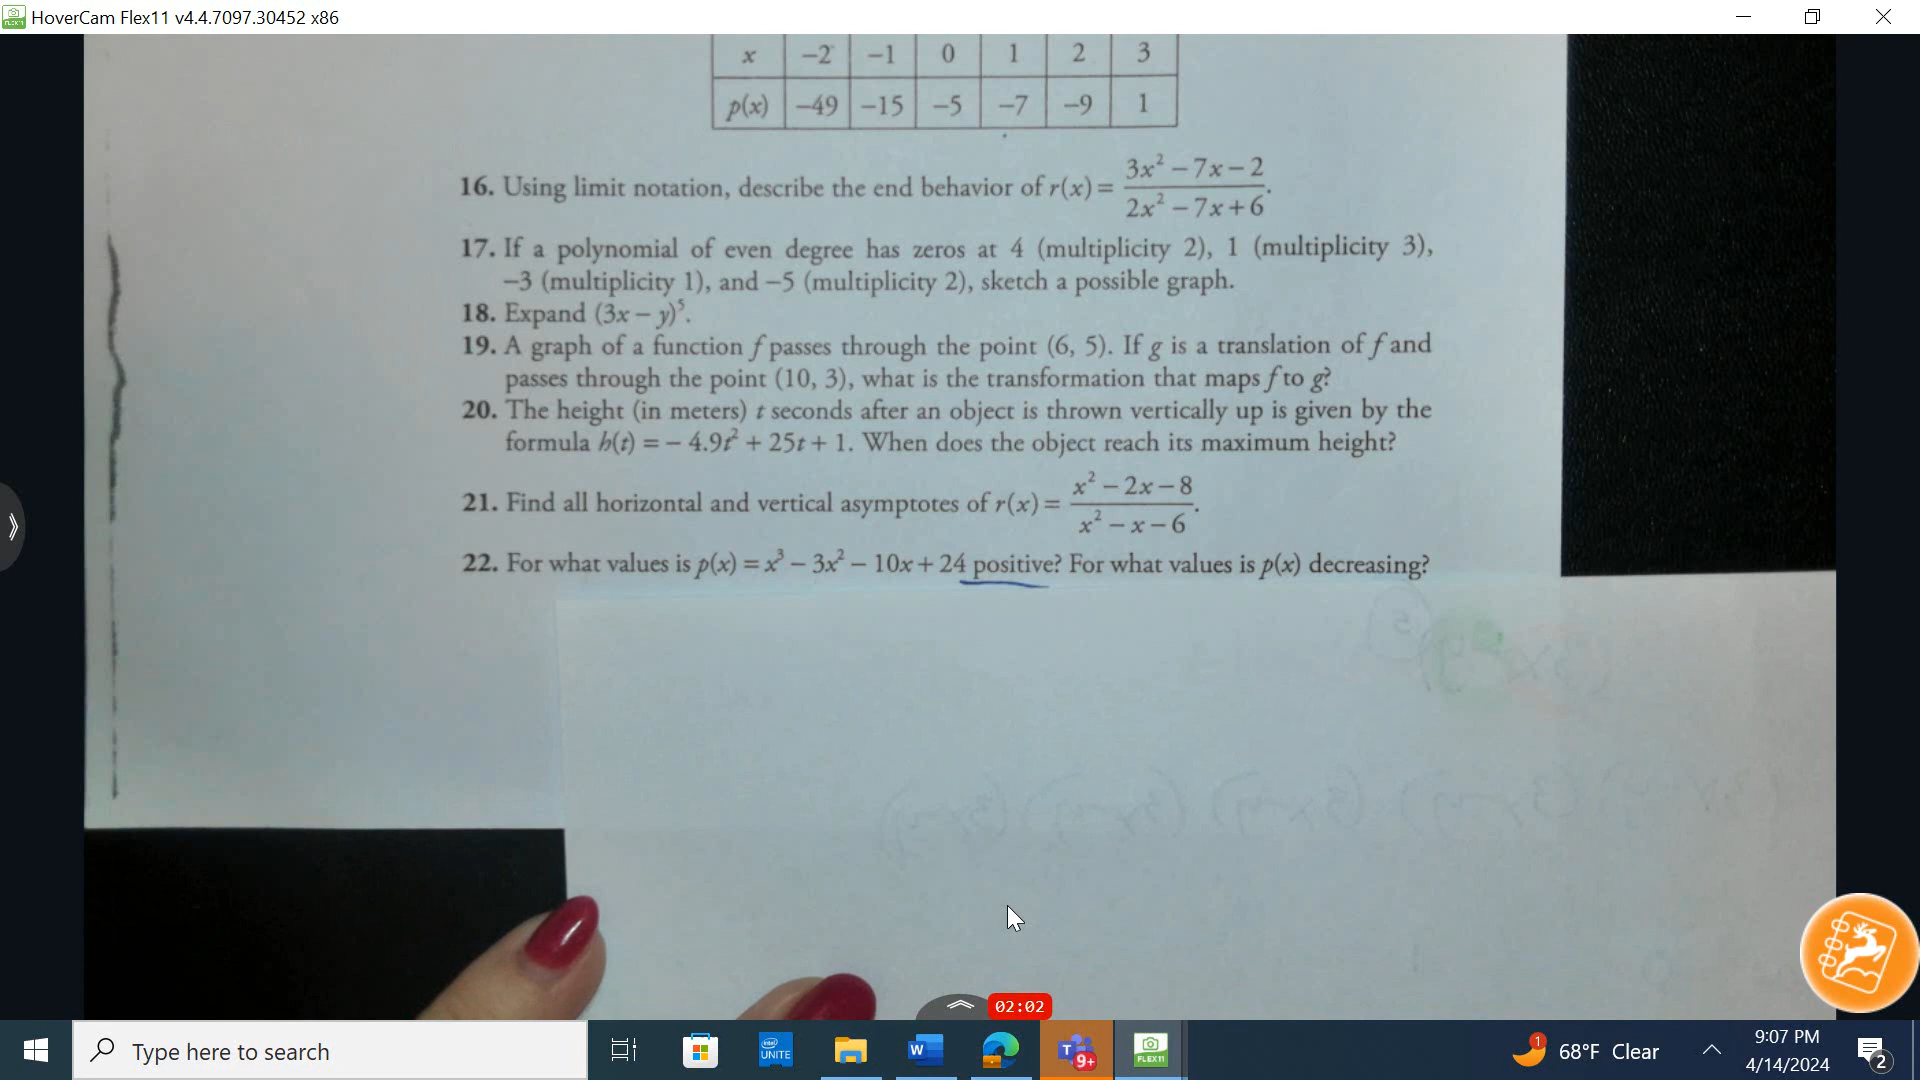 HoverCam Flex11 v4.4.7097.30452 x86
x −2 −1 0 1 2 3
p(x) −49 −15 −5 −7 −9 1
16. Using limit notation, describe the end behavior of r(x) = (3x² − 7x − 2)/(2x² − 7x + 6).
17. If a polynomial of even degree has zeros at 4 (multiplicity 2), 1 (multiplicity 3),
−3 (multiplicity 1), and −5 (multiplicity 2), sketch a possible graph.
18. Expand (3x − y)⁵.
19. A graph of a function f passes through the point (6, 5). If g is a translation of f and
passes through the point (10, 3), what is the transformation that maps f to g?
20. The height (in meters) t seconds after an object is thrown vertically up is given by the
formula h(t) = − 4.9t² + 25t + 1. When does the object reach its maximum height?
21. Find all horizontal and vertical asymptotes of r(x) = (x² − 2x − 8)/(x² − x − 6).
22. For what values is p(x) = x³ − 3x² − 10x + 24 positive? For what values is p(x) decreasing?
02:02
Type here to search
intel UNITE
W
T 9+
FLEX11
1
68°F Clear
9:07 PM
4/14/2024
2